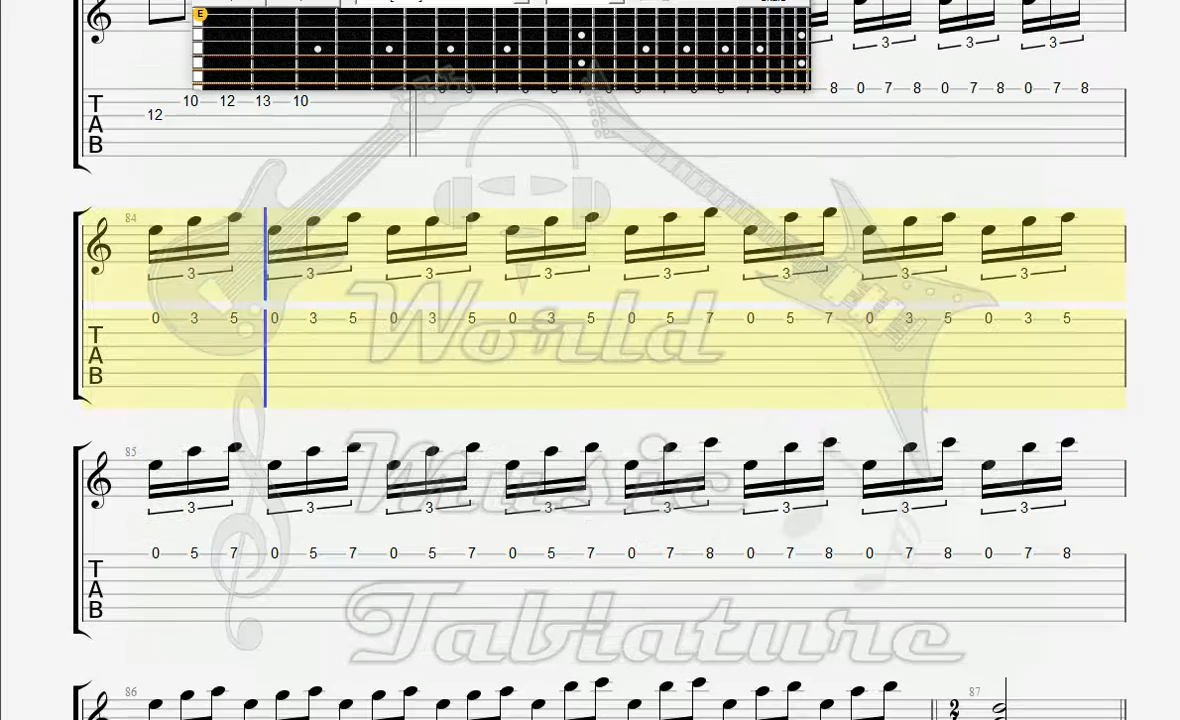 E
3
3
3
8 0 7 8 0 7 8 0 7 8
12 10 12 13 10
T
A
B
84
3 3 3 3 3 3 3 3
World
0 3 5 0 3 5 0 3 5 0 3 5 0 5 7 0 5 7 0 3 5 0 3 5
T
A
B
85
Music
3 3 3 3 3 3 3 3
0 5 7 0 5 7 0 5 7 0 5 7 0 7 8 0 7 8 0 7 8 0 7 8
T
A
B
Tablature
86
87
2